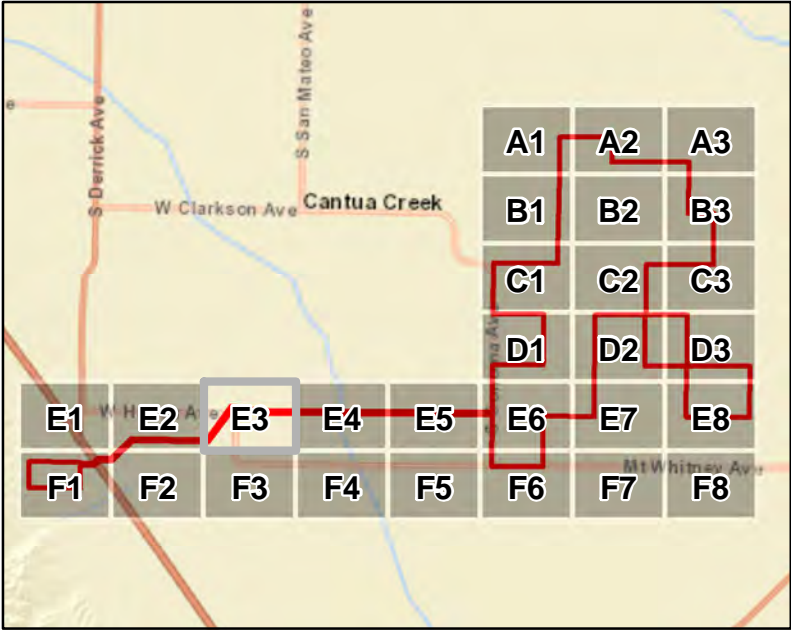 S San Mateo Ave
e
S Derrick Ave
A1 A2 A3
W Clarkson Ave
Cantua Creek
B1 B2 B3
C1 C2 C3
D1 D2 D3
E1 E2 E3 E4 E5 E6 E7 E8
Mt Whitney Ave
F1 F2 F3 F4 F5 F6 F7 F8